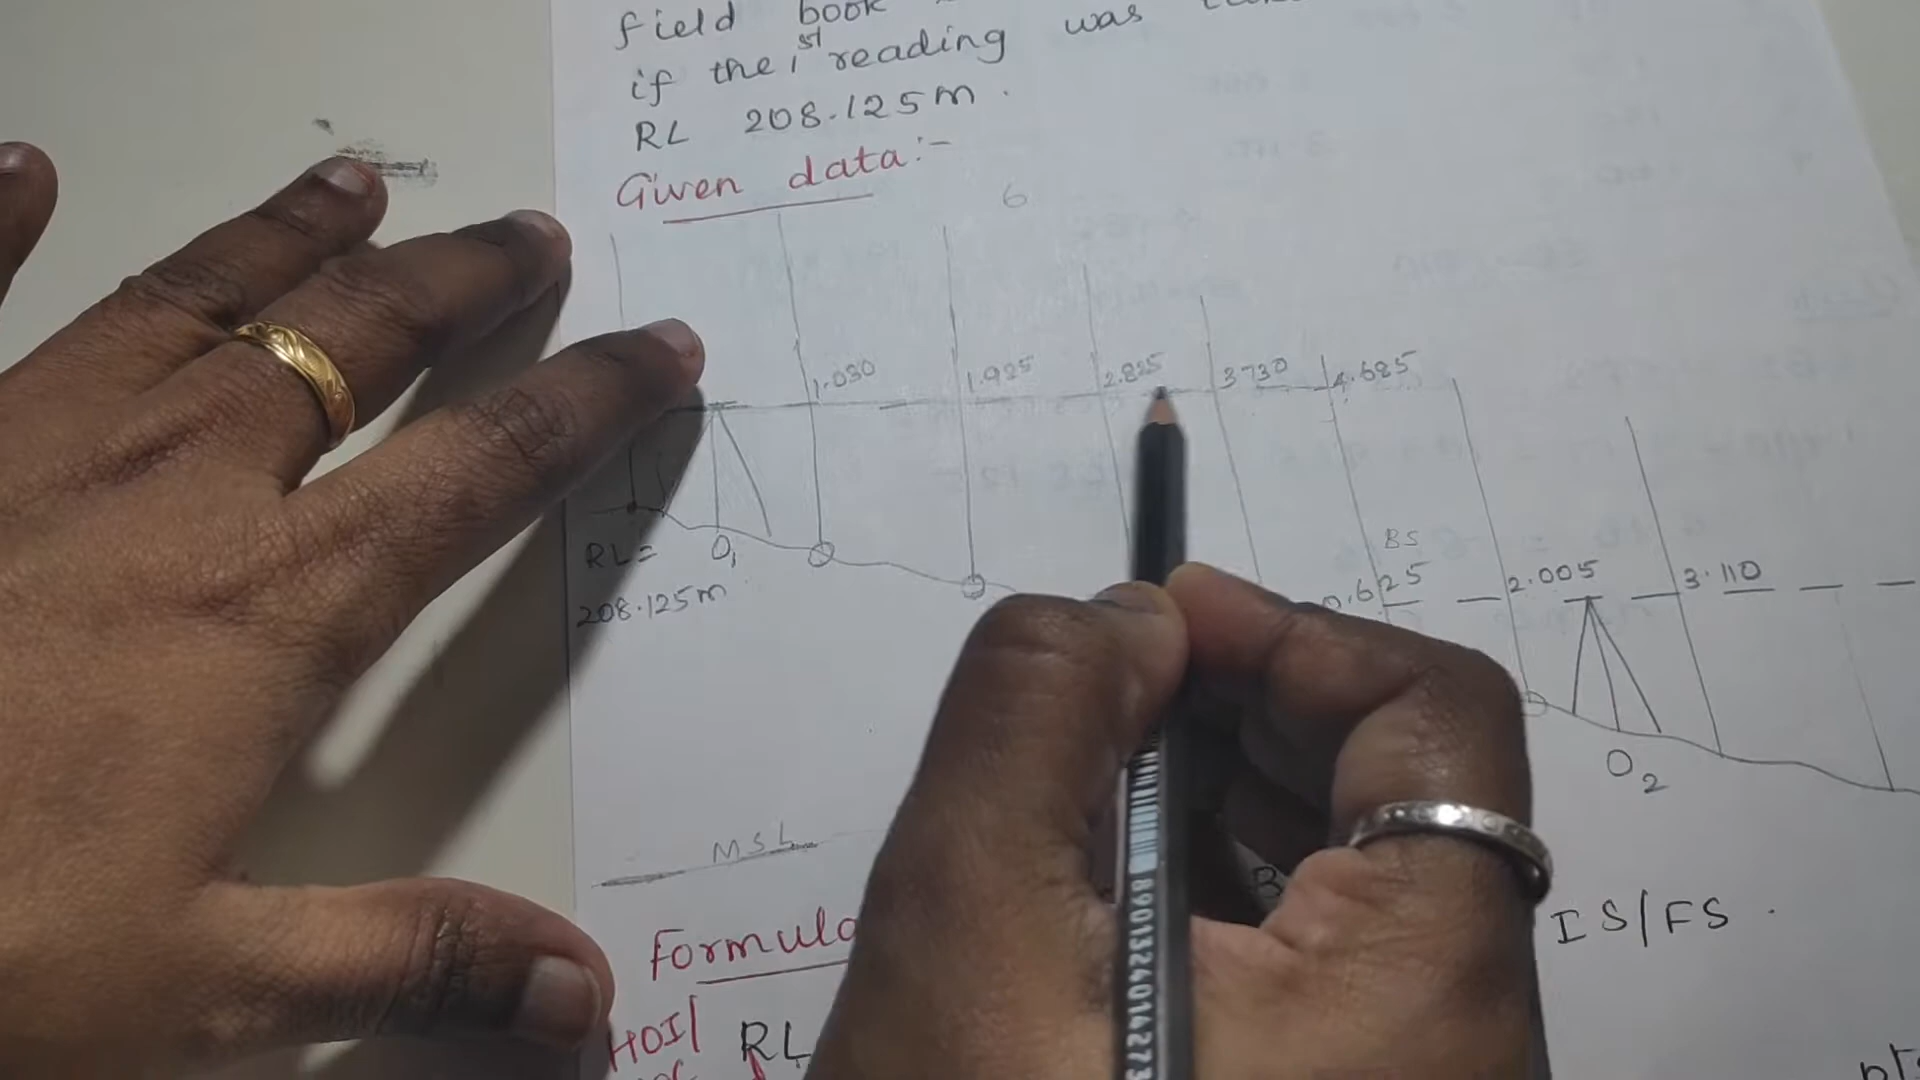 field book
if the 1st reading was
RL 208.125m.
Given data:-
6
1.030 1.925 2.825 3.730 4.685
BS
0.625 2.005 3.110
RL=
208.125m
O1
O2
MSL
Formula
IS/FS.
HOI/
RL
8901324014273